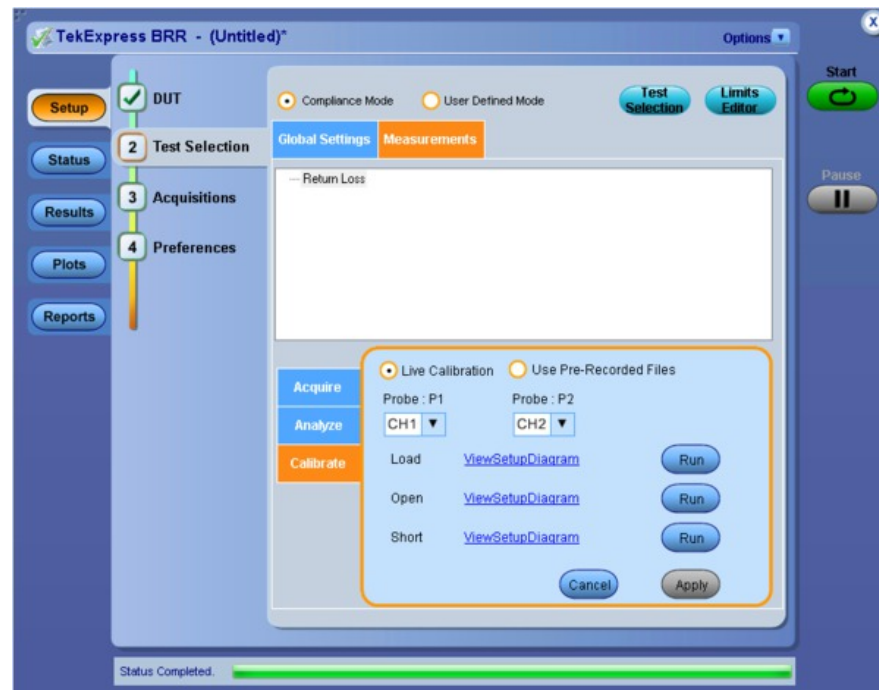 TekExpress BRR - (Untitled)*
Options
X
Start
Pause
Setup
Status
Results
Plots
Reports
DUT
2 Test Selection
3 Acquisitions
4 Preferences
Compliance Mode
User Defined Mode
Test Selection
Limits Editor
Global Settings
Measurements
Return Loss
Acquire
Analyze
Calibrate
Live Calibration
Use Pre-Recorded Files
Probe : P1
Probe : P2
CH1
CH2
Load ViewSetupDiagram Run
Open ViewSetupDiagram Run
Short ViewSetupDiagram Run
Cancel
Apply
Status Completed.